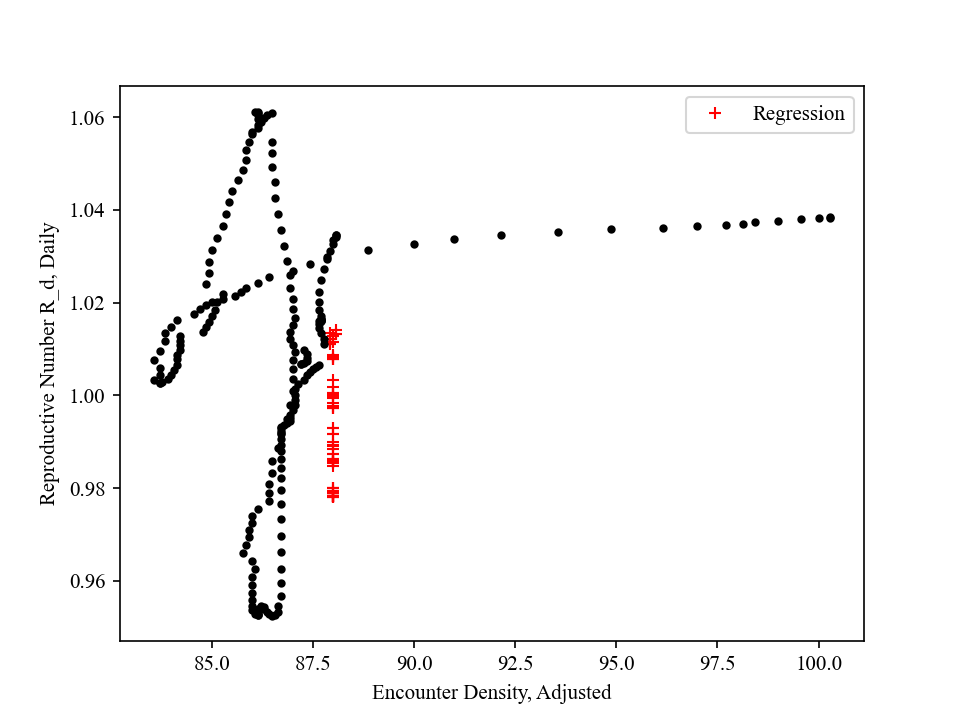 Regression
1.06
1.04
1.02
1.00
0.98
0.96
Reproductive Number R_d, Daily
85.0 87.5 90.0 92.5 95.0 97.5 100.0
Encounter Density, Adjusted